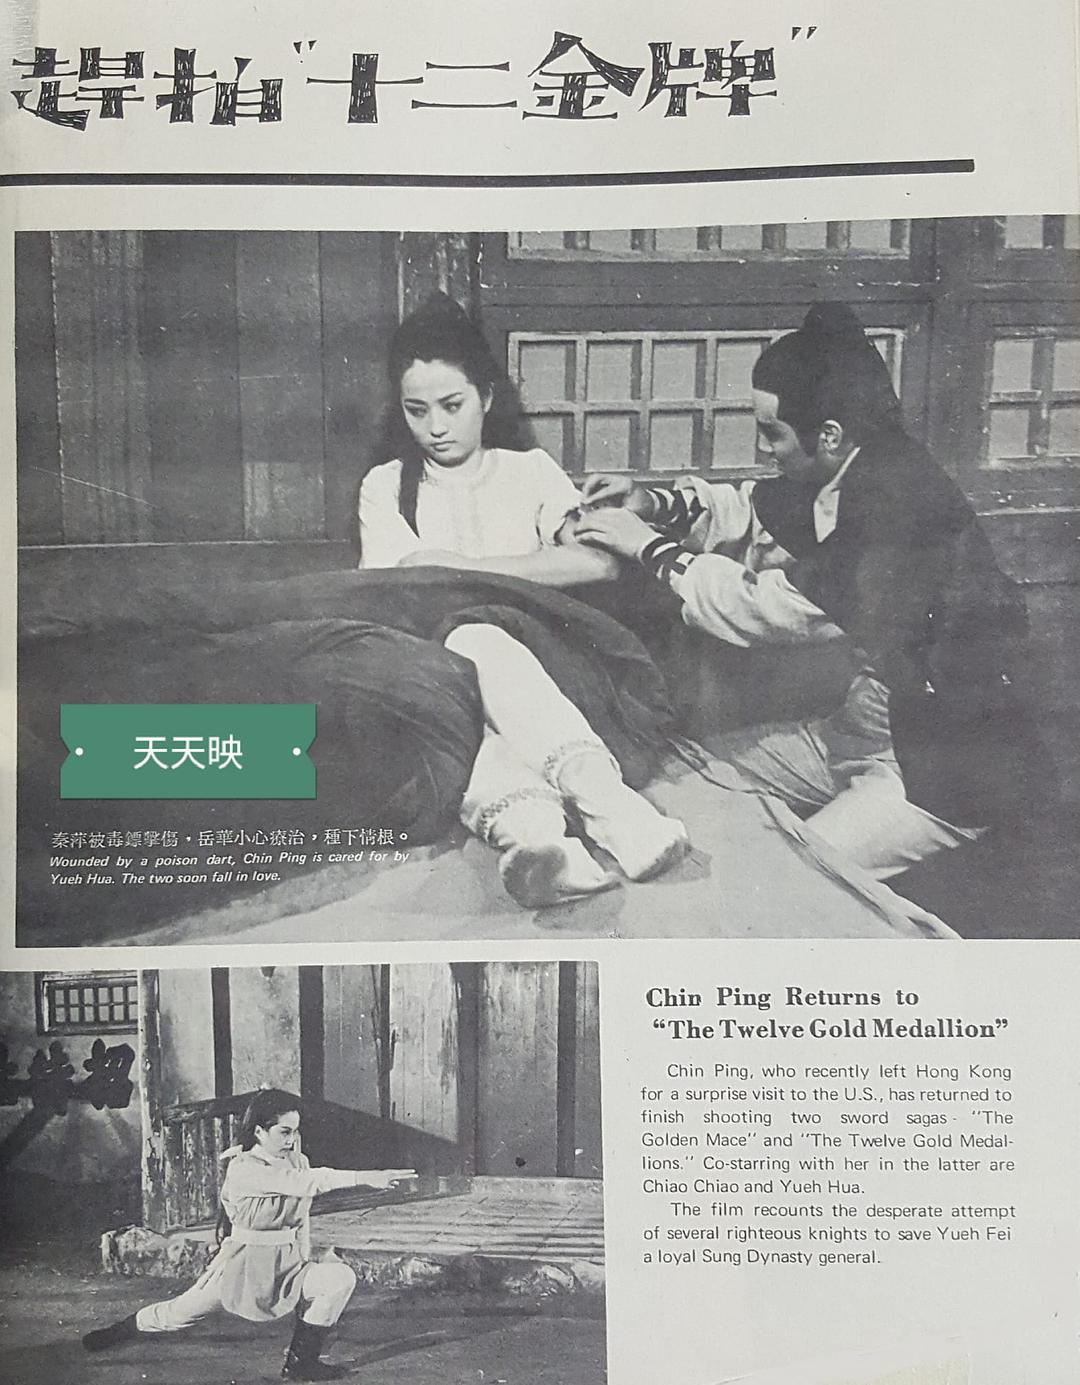 趕拍"十二金牌"
天天映
秦萍被毒鏢擊傷，岳華小心療治，種下情根。
Wounded by a poison dart, Chin Ping is cared for by
Yueh Hua. The two soon fall in love.
Chin Ping Returns to
“The Twelve Gold Medallion”
Chin Ping, who recently left Hong Kong
for a surprise visit to the U.S., has returned to
finish shooting two sword sagas - "The
Golden Mace" and "The Twelve Gold Medal-
lions." Co-starring with her in the latter are
Chiao Chiao and Yueh Hua.
The film recounts the desperate attempt
of several righteous knights to save Yueh Fei
a loyal Sung Dynasty general.